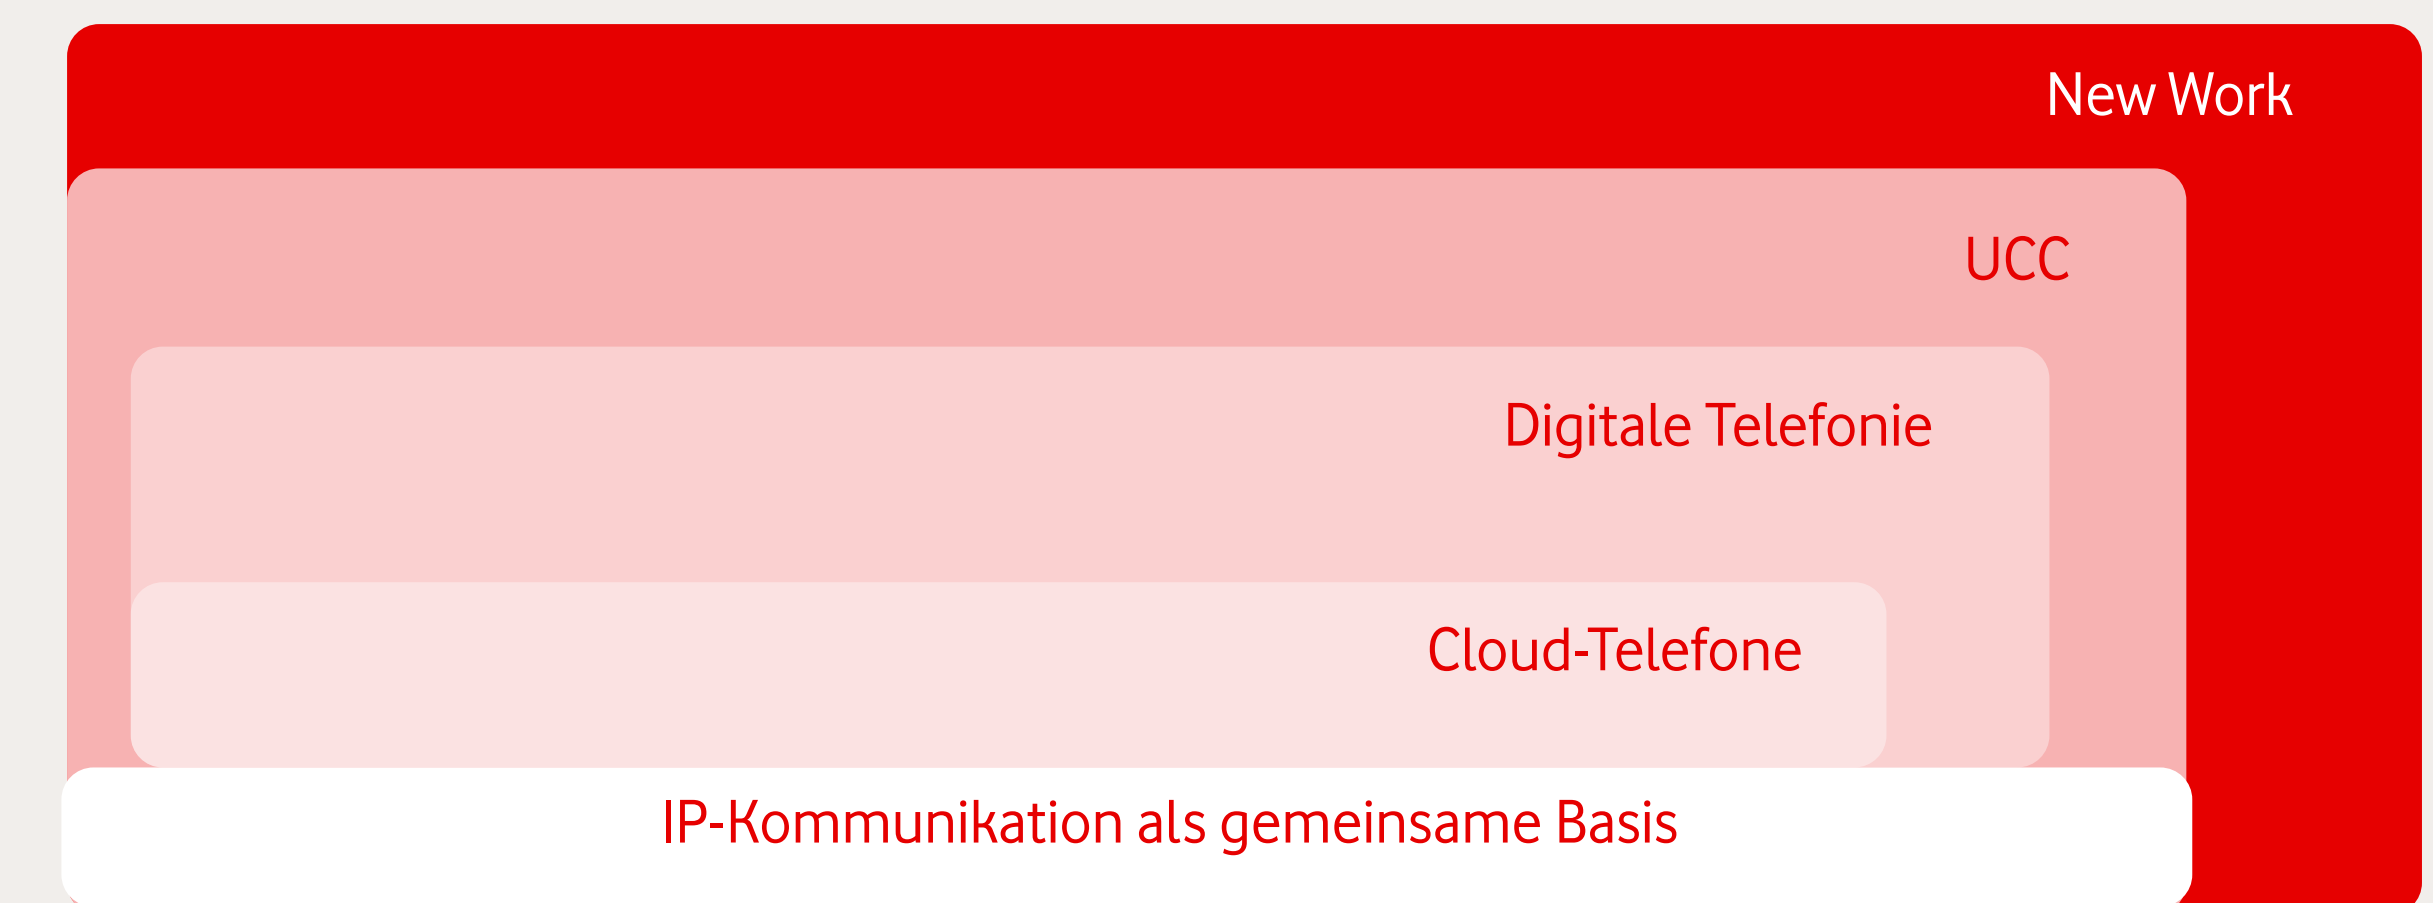 New Work
UCC
Digitale Telefonie
Cloud-Telefone
IP-Kommunikation als gemeinsame Basis